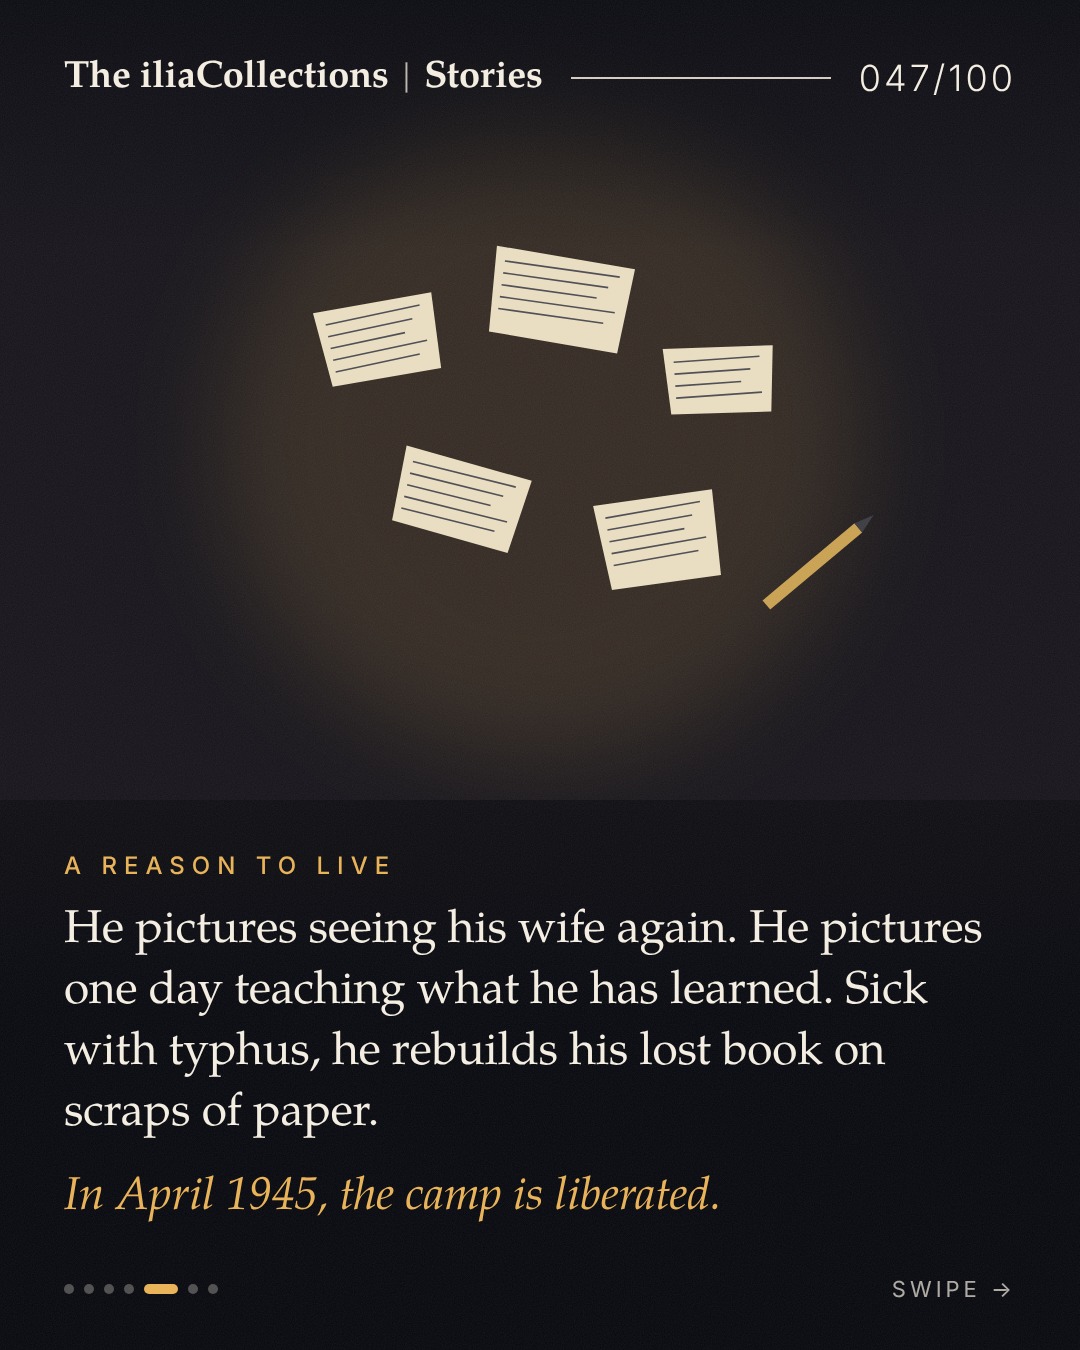 The iliaCollections | Stories
047/100
A REASON TO LIVE
He pictures seeing his wife again. He pictures
one day teaching what he has learned. Sick
with typhus, he rebuilds his lost book on
scraps of paper.
In April 1945, the camp is liberated.
SWIPE →